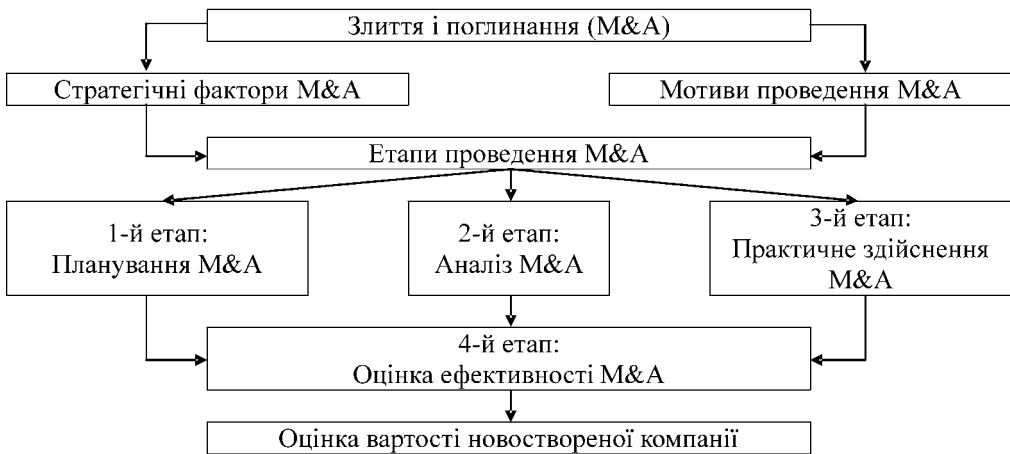 Злиття і поглинання (M&A)
Стратегічні фактори M&A
Мотиви проведення M&A
Етапи проведення M&A
1-й етап:
Планування M&A
2-й етап:
Аналіз M&A
3-й етап:
Практичне здійснення
M&A
4-й етап:
Оцінка ефективності M&A
Оцінка вартості новоствореної компанії